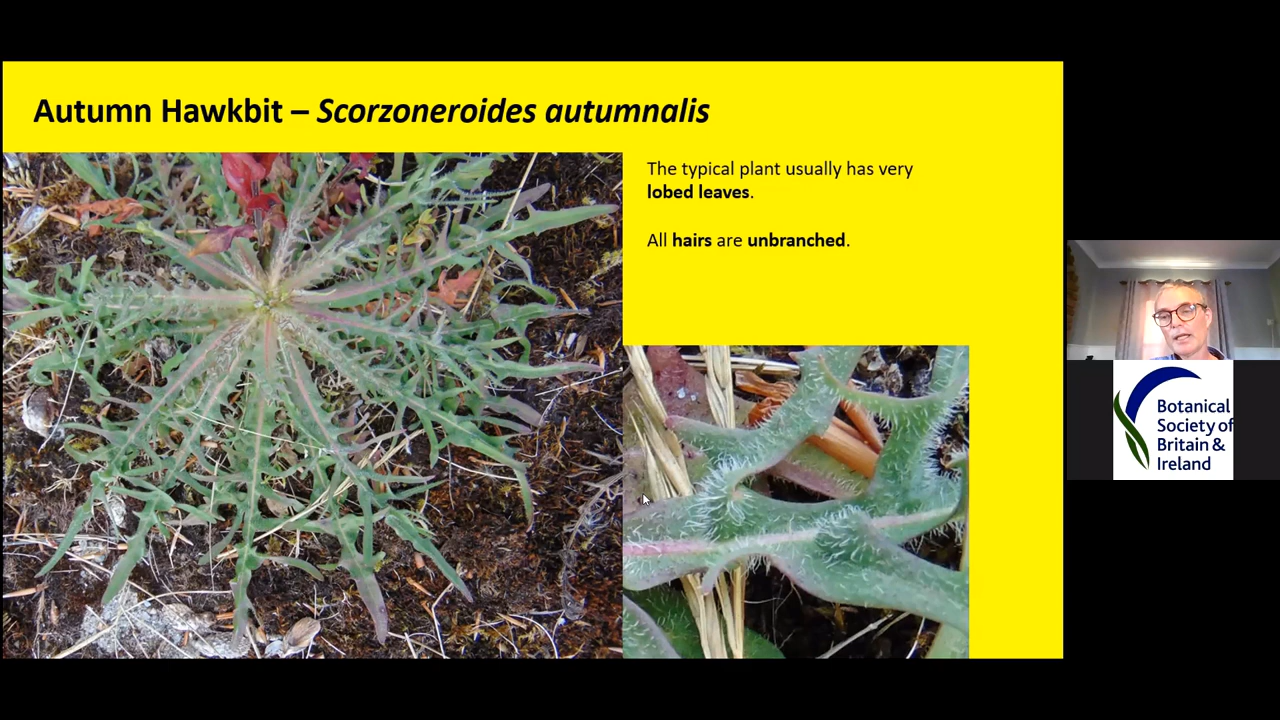 Autumn Hawkbit – Scorzoneroides autumnalis
The typical plant usually has very
lobed leaves.
All hairs are unbranched.
Botanical
Society of
Britain &
Ireland